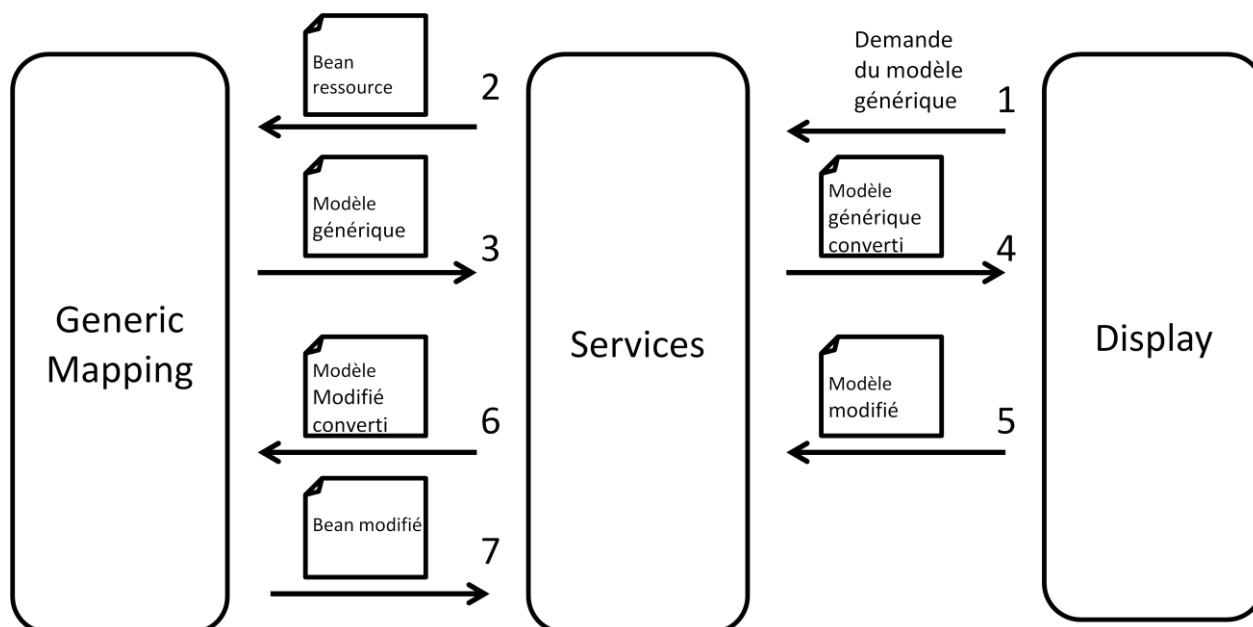 Bean
ressource
2
Demande
du modèle
générique
1
Modèle
générique
3
Modèle
générique
converti
4
Generic
Mapping
Services
Display
Modèle
Modifié
converti
6
Modèle
modifié
5
Bean modifié
7